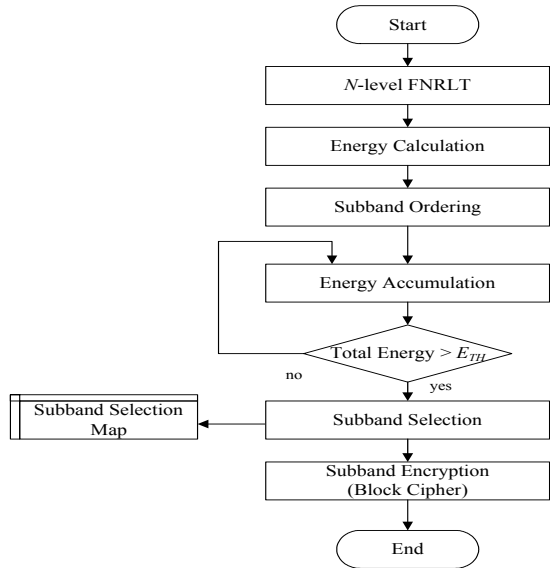 Start
N-level FNRLT
Energy Calculation
Subband Ordering
Energy Accumulation
Total Energy > E_TH
no
yes
Subband Selection
Map
Subband Selection
Subband Encryption
(Block Cipher)
End